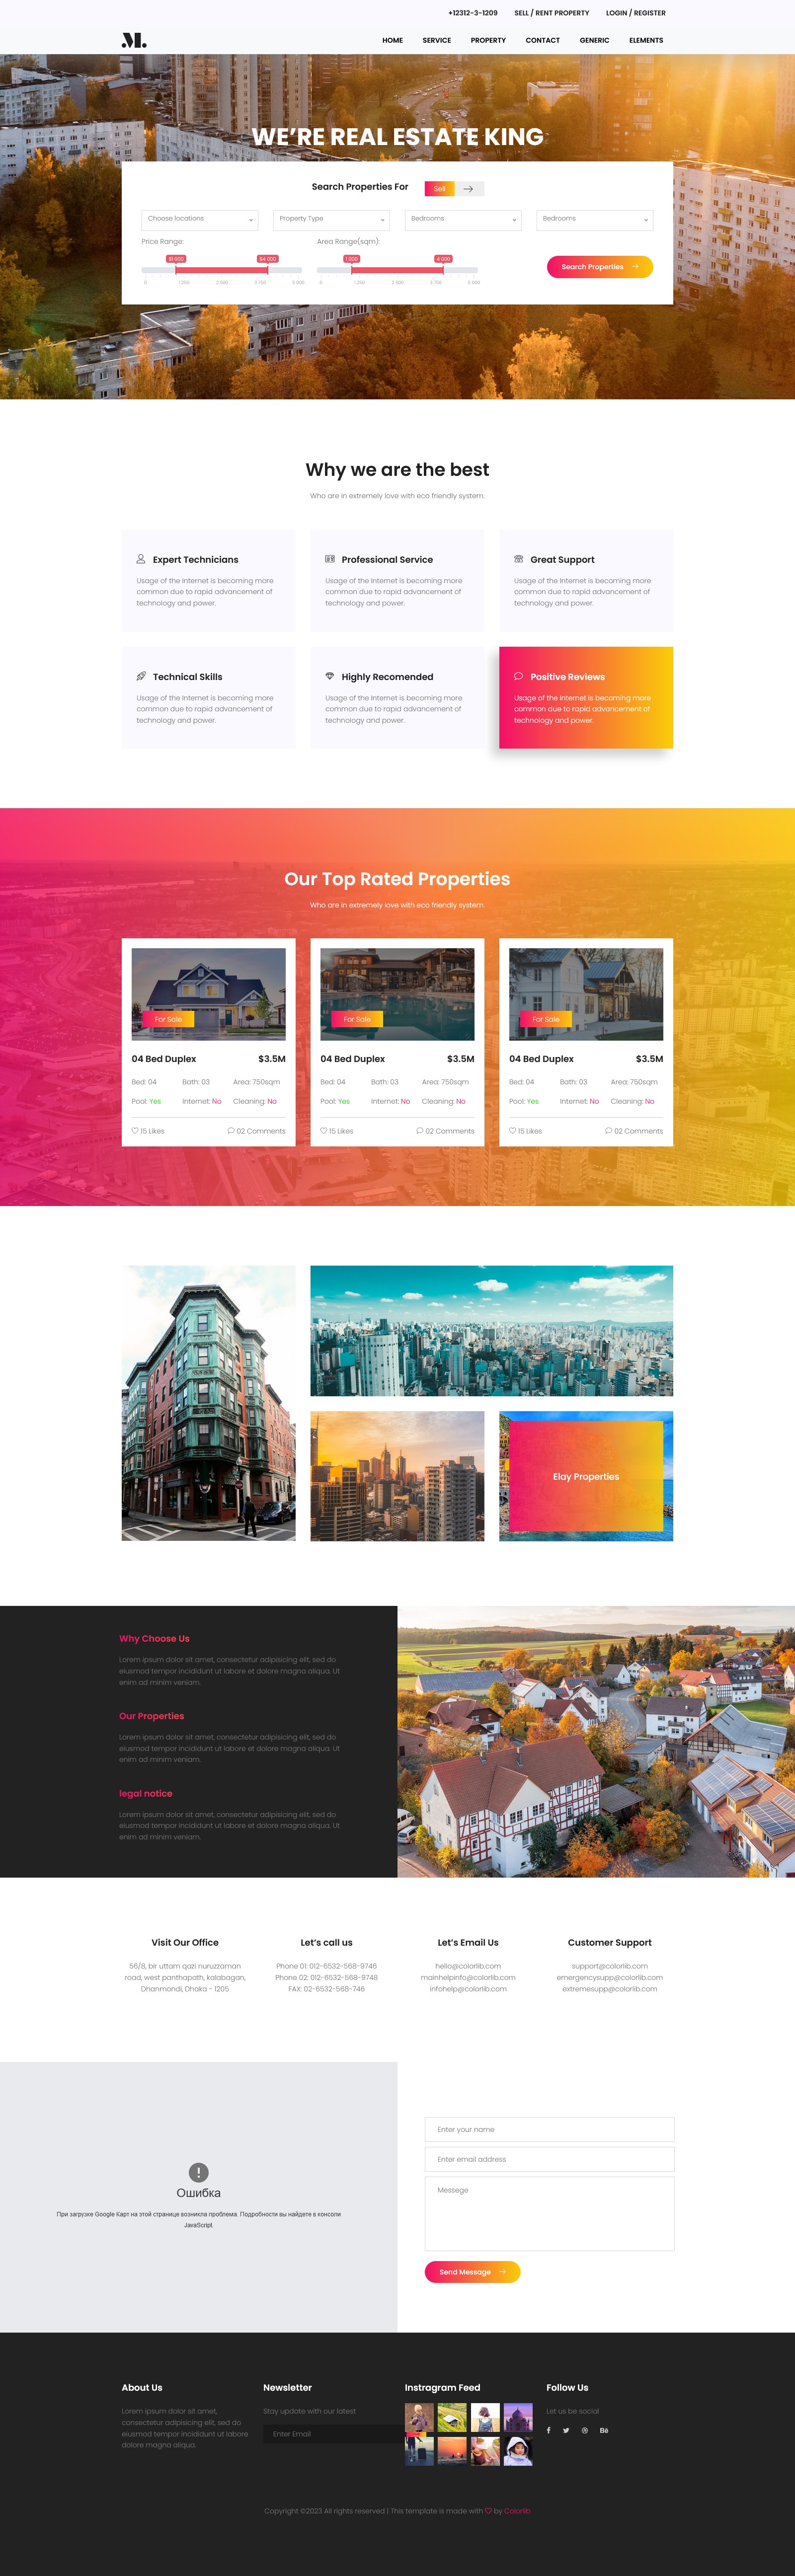 +12312-3-1209 SELL / RENT PROPERTY LOGIN / REGISTER
M.
HOME SERVICE PROPERTY CONTACT GENERIC ELEMENTS
WE'RE REAL ESTATE KING
Search Properties For Sell
Choose locations Property Type Bedrooms Bedrooms
Price Range: Area Range(sqm):
$1 000 $4 000 1 000 4 000
Search Properties
0 1 250 2 500 3 750 5 000 0 1 250 2 500 3 750 5 000
Why we are the best
Who are in extremely love with eco friendly system.
Expert Technicians
Usage of the Internet is becoming more
common due to rapid advancement of
technology and power.
Professional Service
Usage of the Internet is becoming more
common due to rapid advancement of
technology and power.
Great Support
Usage of the Internet is becoming more
common due to rapid advancement of
technology and power.
Technical Skills
Usage of the Internet is becoming more
common due to rapid advancement of
technology and power.
Highly Recomended
Usage of the Internet is becoming more
common due to rapid advancement of
technology and power.
Positive Reviews
Usage of the Internet is becoming more
common due to rapid advancement of
technology and power.
Our Top Rated Properties
Who are in extremely love with eco friendly system.
For Sale
04 Bed Duplex $3.5M
Bed: 04 Bath: 03 Area: 750sqm
Pool: Yes Internet: No Cleaning: No
15 Likes 02 Comments
For Sale
04 Bed Duplex $3.5M
Bed: 04 Bath: 03 Area: 750sqm
Pool: Yes Internet: No Cleaning: No
15 Likes 02 Comments
For Sale
04 Bed Duplex $3.5M
Bed: 04 Bath: 03 Area: 750sqm
Pool: Yes Internet: No Cleaning: No
15 Likes 02 Comments
Elay Properties
Why Choose Us
Lorem ipsum dolor sit amet, consectetur adipisicing elit, sed do
eiusmod tempor incididunt ut labore et dolore magna aliqua. Ut
enim ad minim veniam.
Our Properties
Lorem ipsum dolor sit amet, consectetur adipisicing elit, sed do
eiusmod tempor incididunt ut labore et dolore magna aliqua. Ut
enim ad minim veniam.
legal notice
Lorem ipsum dolor sit amet, consectetur adipisicing elit, sed do
eiusmod tempor incididunt ut labore et dolore magna aliqua. Ut
enim ad minim veniam.
Visit Our Office
56/8, bir uttam qazi nuruzzaman
road, west panthapath, kalabagan,
Dhanmondi, Dhaka - 1205
Let's call us
Phone 01: 012-6532-568-9746
Phone 02: 012-6532-568-9748
FAX: 02-6532-568-746
Let's Email Us
hello@colorlib.com
mainhelpinfo@colorlib.com
infohelp@colorlib.com
Customer Support
support@colorlib.com
emergencysupp@colorlib.com
extremesupp@colorlib.com
Ошибка
При загрузке Google Карт на этой странице возникла проблема. Подробности вы найдете в консоли
JavaScript.
Enter your name
Enter email address
Messege
Send Message
About Us
Lorem ipsum dolor sit amet,
consectetur adipisicing elit, sed do
eiusmod tempor incididunt ut labore et
dolore magna aliqua.
Newsletter
Stay update with our latest
Enter Email
Instragram Feed
Follow Us
Let us be social
Bē
Copyright ©2023 All rights reserved | This template is made with by Colorlib